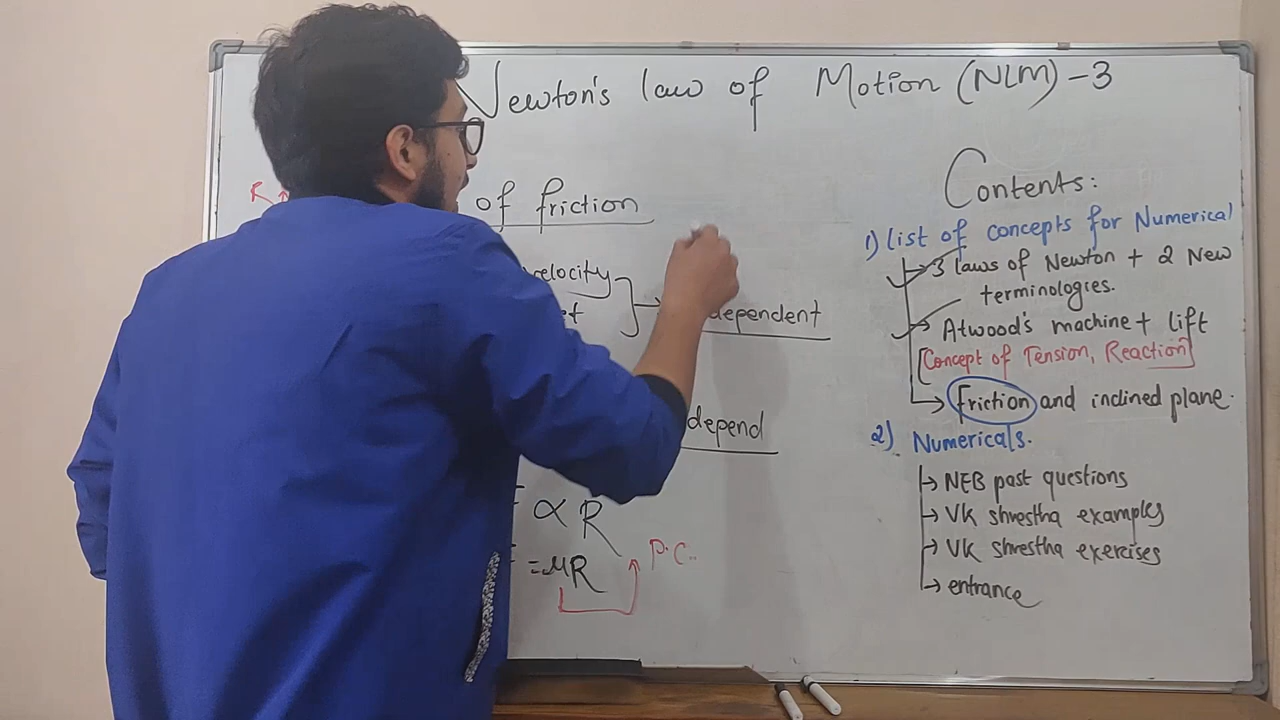 Newton's law of Motion (NLM) - 3
R
of friction
velocity
dependent
depend
∝ R
= μR
P.C.
Contents:
1) list of concepts for Numerical
→ 3 laws of Newton + 2 New
terminologies.
→ Atwood's machine + lift
[Concept of Tension, Reaction]
→ friction and inclined plane.
2) Numericals.
→ NEB past questions
→ VK shrestha examples
→ VK shrestha exercises
→ entrance